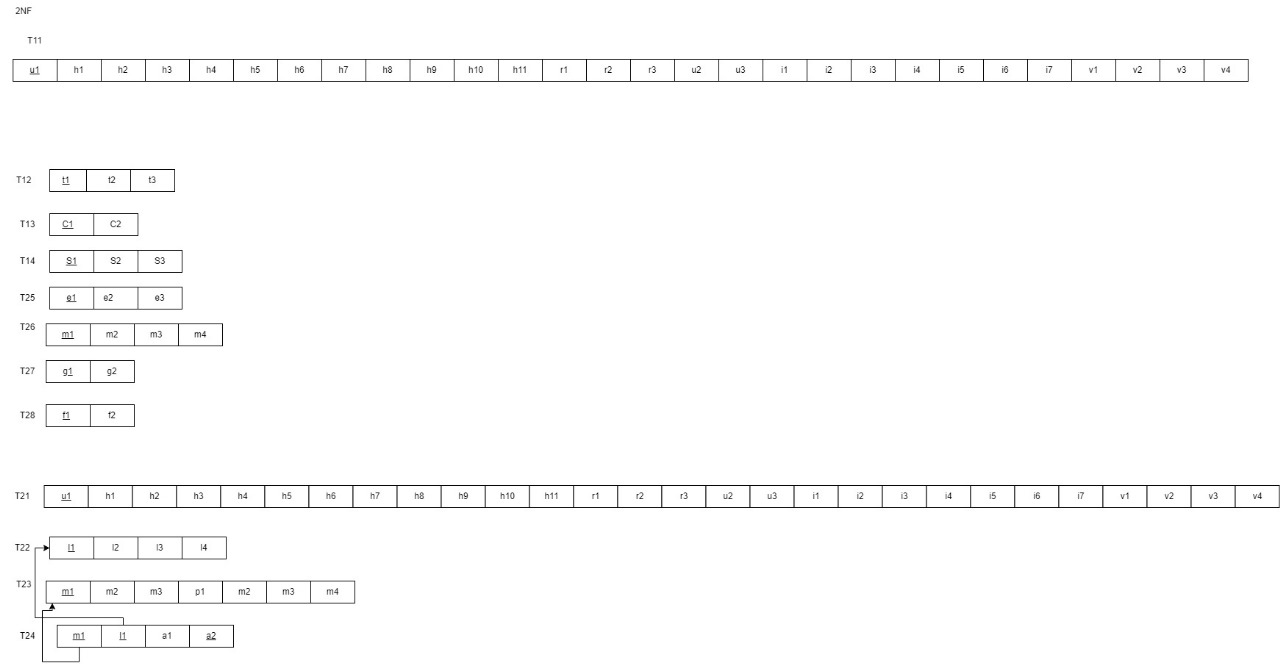 2NF
T11
u1 h1 h2 h3 h4 h5 h6 h7 h8 h9 h10 h11 r1 r2 r3 u2 u3 i1 i2 i3 i4 i5 i6 i7 v1 v2 v3 v4
T12 t1 t2 t3
T13 C1 C2
T14 S1 S2 S3
T25 e1 e2 e3
T26 m1 m2 m3 m4
T27 g1 g2
T28 f1 f2
T21 u1 h1 h2 h3 h4 h5 h6 h7 h8 h9 h10 h11 r1 r2 r3 u2 u3 i1 i2 i3 i4 i5 i6 i7 v1 v2 v3 v4
T22 l1 l2 l3 l4
T23 m1 m2 m3 p1 m2 m3 m4
T24 m1 l1 a1 a2